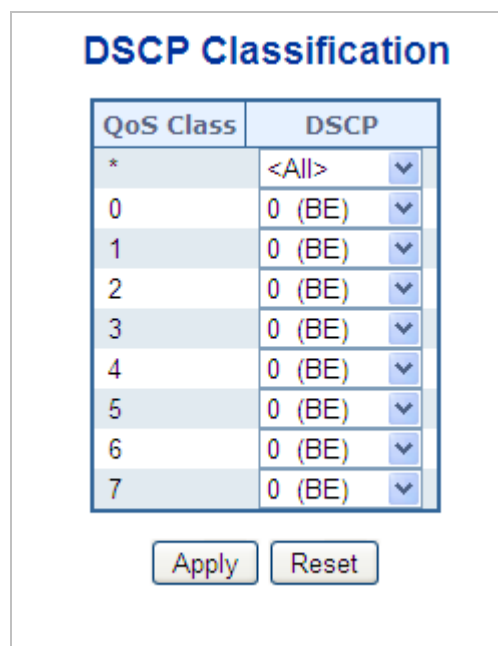 DSCP Classification
QoS Class DSCP
* <All>
0 0 (BE)
1 0 (BE)
2 0 (BE)
3 0 (BE)
4 0 (BE)
5 0 (BE)
6 0 (BE)
7 0 (BE)
Apply Reset